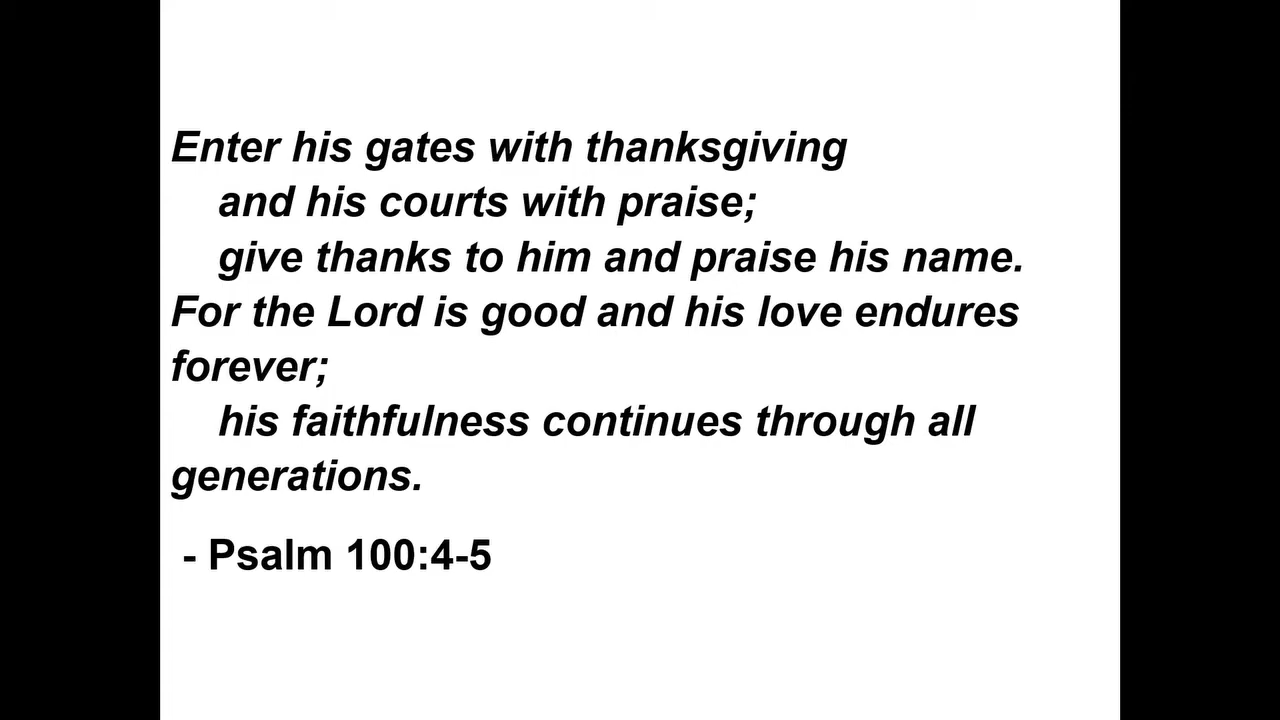 Enter his gates with thanksgiving
and his courts with praise;
give thanks to him and praise his name.
For the Lord is good and his love endures
forever;
his faithfulness continues through all
generations.
- Psalm 100:4-5